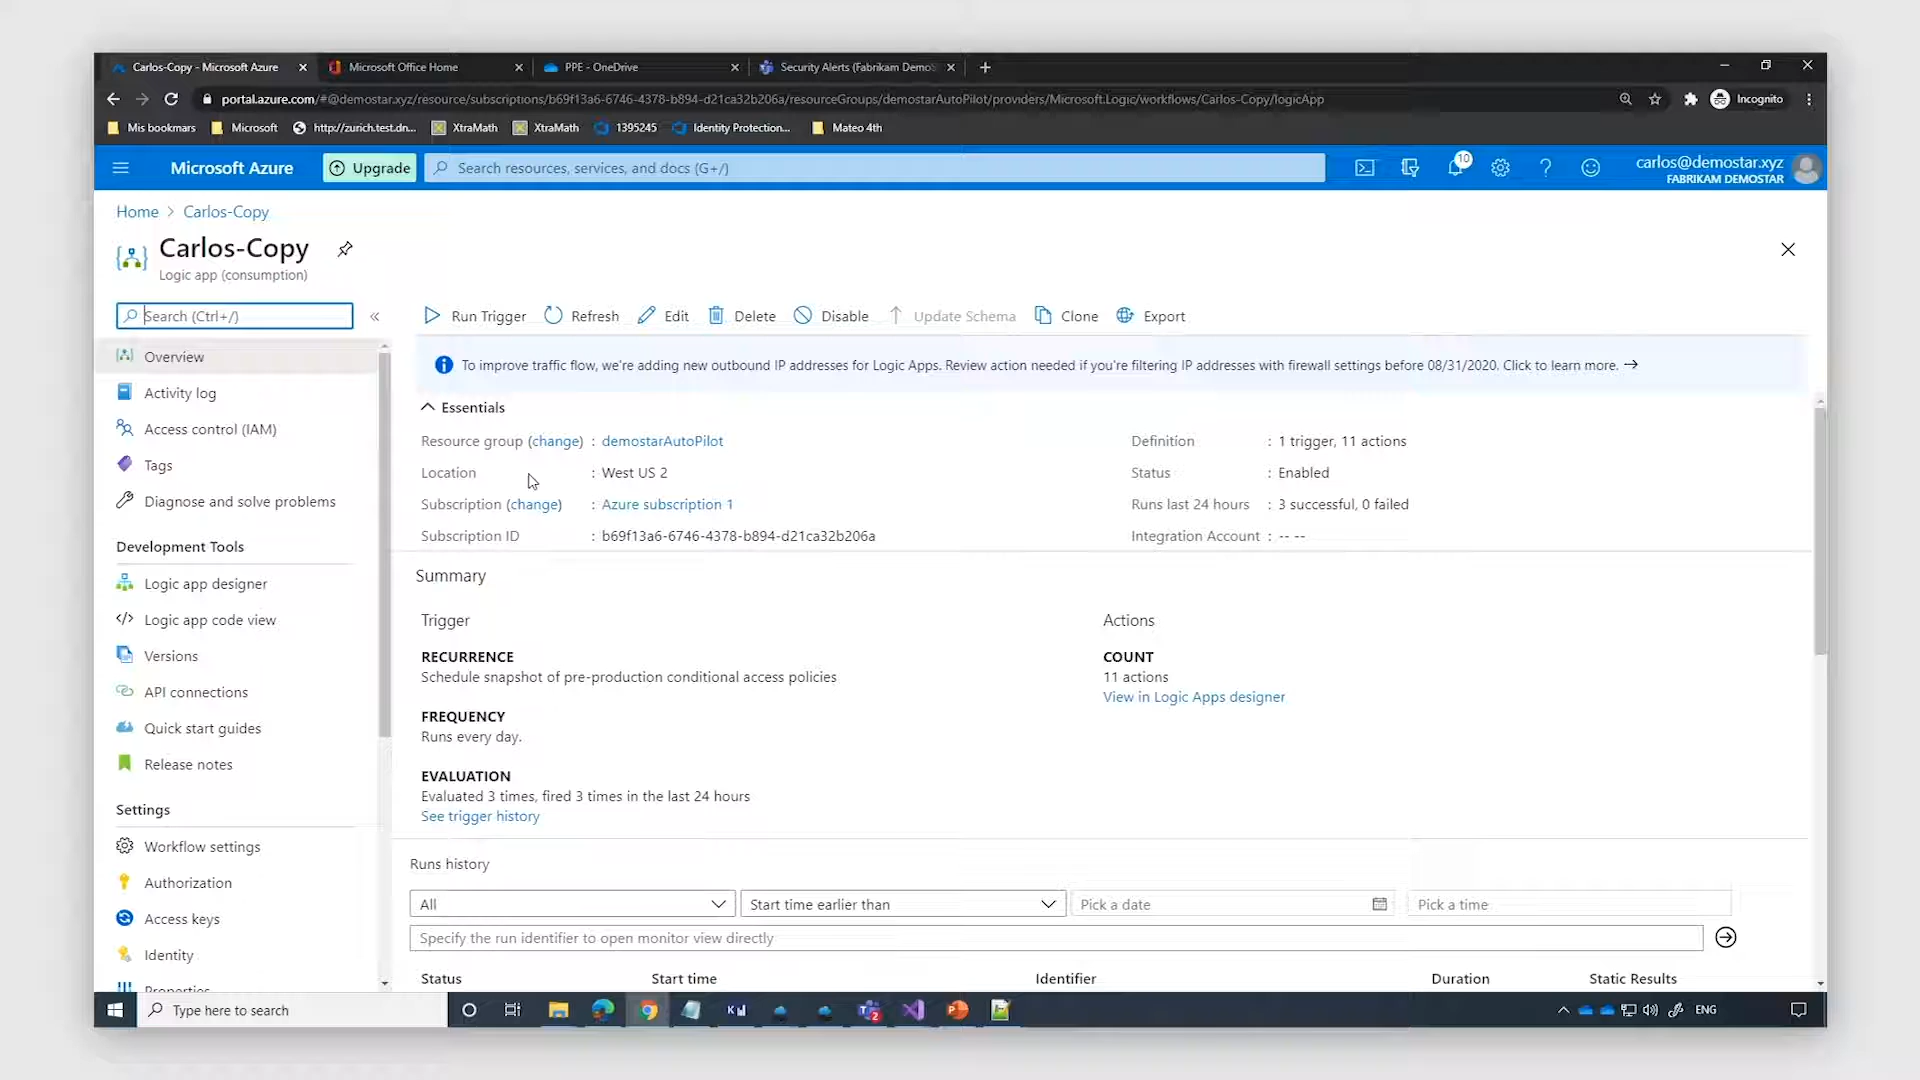 Carlos-Copy - Microsoft Azure
Microsoft Office Home
PPE - OneDrive
Security Alerts (Fabrikam Demo
portal.azure.com/#@demostar.xyz/resource/subscriptions/b69f13a6-6746-4378-b894-d21ca32b206a/resourceGroups/demostarAutoPilot/providers/Microsoft.Logic/workflows/Carlos-Copy/logicApp
Incognito
Mis bookmars
Microsoft
http://zurich.test.dn...
XtraMath
XtraMath
1395245
Identity Protection...
Mateo 4th
Microsoft Azure
Upgrade
Search resources, services, and docs (G+/)
10
carlos@demostar.xyz
FABRIKAM DEMOSTAR
Home > Carlos-Copy
Carlos-Copy
Logic app (consumption)
Search (Ctrl+/)
«
Run Trigger
Refresh
Edit
Delete
Disable
Update Schema
Clone
Export
Overview
Activity log
Access control (IAM)
Tags
Diagnose and solve problems
Development Tools
Logic app designer
Logic app code view
Versions
API connections
Quick start guides
Release notes
Settings
Workflow settings
Authorization
Access keys
Identity
Properties
To improve traffic flow, we're adding new outbound IP addresses for Logic Apps. Review action needed if you're filtering IP addresses with firewall settings before 08/31/2020. Click to learn more. →
Essentials
Resource group (change) : demostarAutoPilot
Location : West US 2
Subscription (change) : Azure subscription 1
Subscription ID : b69f13a6-6746-4378-b894-d21ca32b206a
Definition : 1 trigger, 11 actions
Status : Enabled
Runs last 24 hours : 3 successful, 0 failed
Integration Account : -- --
Summary
Trigger
RECURRENCE
Schedule snapshot of pre-production conditional access policies
FREQUENCY
Runs every day.
EVALUATION
Evaluated 3 times, fired 3 times in the last 24 hours
See trigger history
Actions
COUNT
11 actions
View in Logic Apps designer
Runs history
All
Start time earlier than
Pick a date
Pick a time
Specify the run identifier to open monitor view directly
Status
Start time
Identifier
Duration
Static Results
Type here to search
ENG